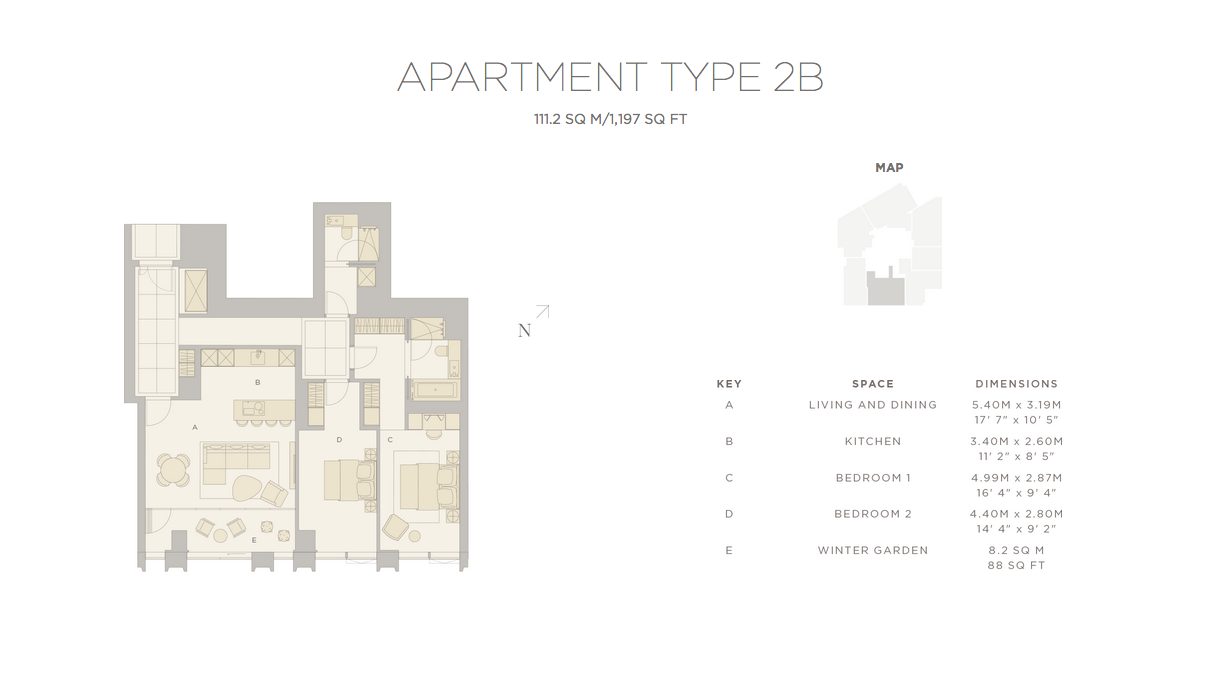 APARTMENT TYPE 2B
111.2 SQ M/1,197 SQ FT
MAP
N
B
A
D
C
E
KEY SPACE DIMENSIONS
A LIVING AND DINING 5.40M x 3.19M
17' 7" x 10' 5"
B KITCHEN 3.40M x 2.60M
11' 2" x 8' 5"
C BEDROOM 1 4.99M x 2.87M
16' 4" x 9' 4"
D BEDROOM 2 4.40M x 2.80M
14' 4" x 9' 2"
E WINTER GARDEN 8.2 SQ M
88 SQ FT